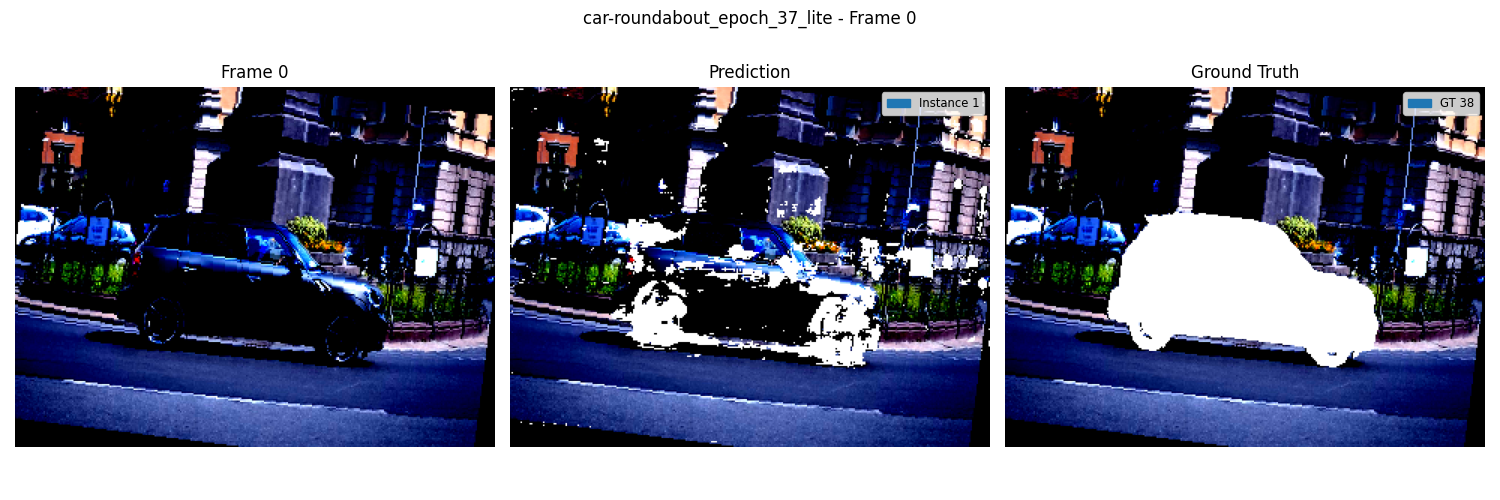 car-roundabout_epoch_37_lite - Frame 0
Frame 0
Prediction
Ground Truth
Instance 1
GT 38